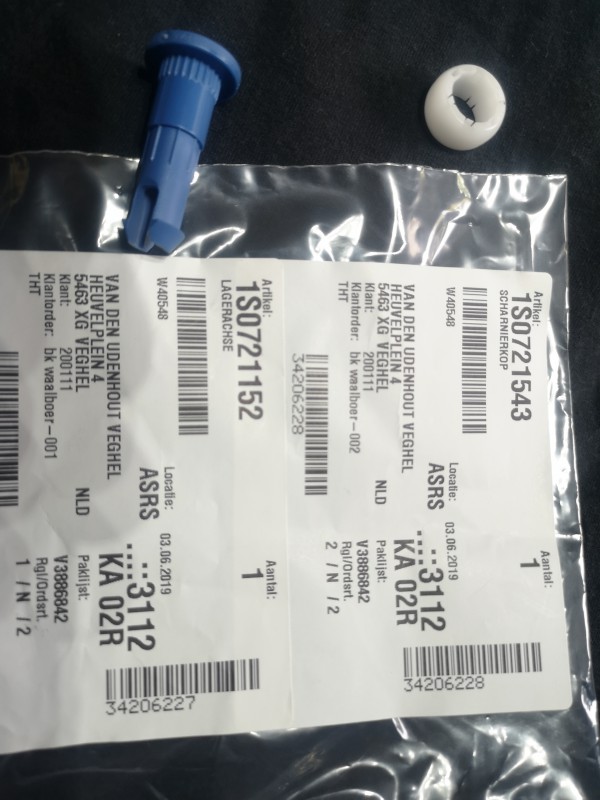 Artikel:
1S0721543
SCHARNIERKOP
Aantal:
1
W40548
Locatie:
03.06.2019
ASRS
....::3112
KA 02R
VAN DEN UDENHOUT VEGHEL
HEUVELPLEIN 4
5463 XG VEGHEL
NLD
Klant: 200111
Klantorder: bk waalboer-002
THT
Paklijst:
V3886842
Rgl/Ordsrt.
2 / N / 2
34206228
34206228
Artikel:
1S0721152
LAGERACHSE
Aantal:
1
W40548
Locatie:
03.06.2019
ASRS
....::3112
KA 02R
VAN DEN UDENHOUT VEGHEL
HEUVELPLEIN 4
5463 XG VEGHEL
NLD
Klant: 200111
Klantorder: bk waalboer-001
THT
Paklijst:
V3886842
Rgl/Ordsrt.
1 / N / 2
34206227